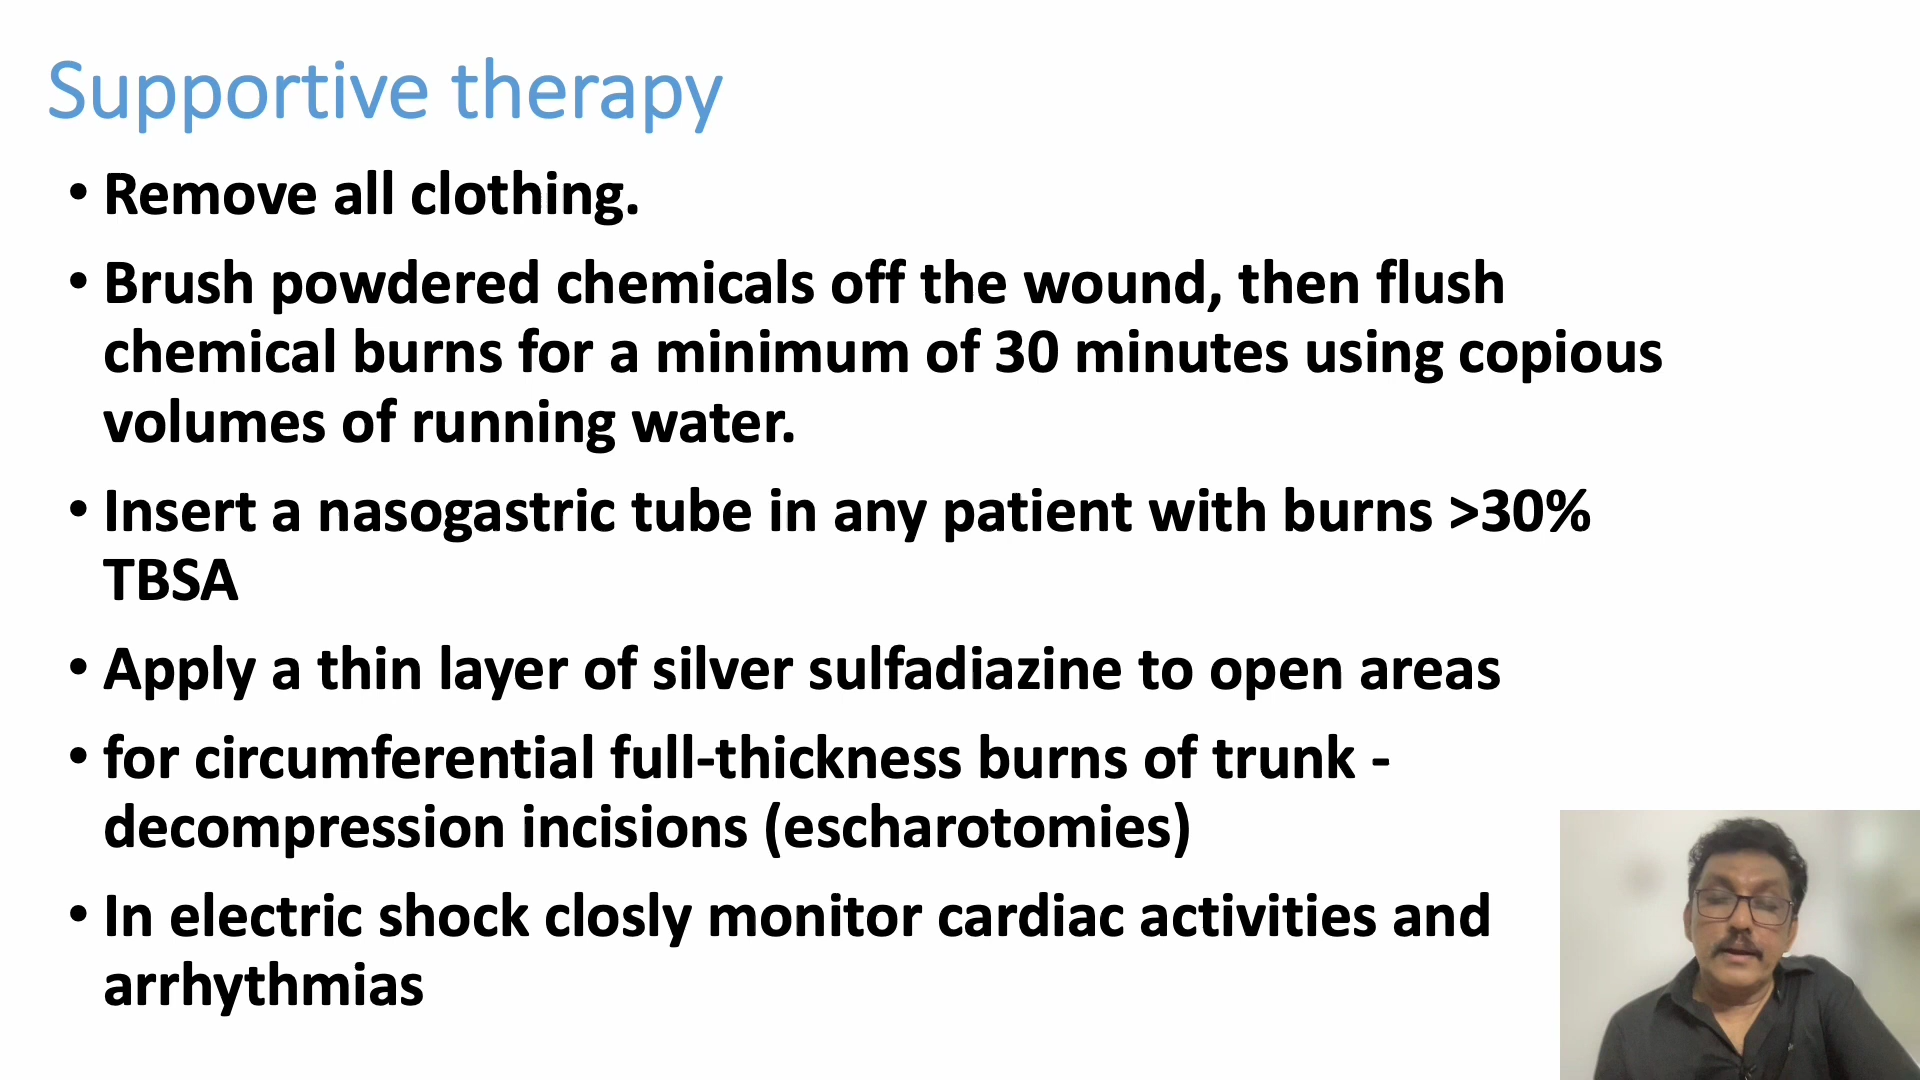 Supportive therapy
• Remove all clothing.
• Brush powdered chemicals off the wound, then flush
chemical burns for a minimum of 30 minutes using copious
volumes of running water.
• Insert a nasogastric tube in any patient with burns >30%
TBSA
• Apply a thin layer of silver sulfadiazine to open areas
• for circumferential full-thickness burns of trunk -
decompression incisions (escharotomies)
• In electric shock closly monitor cardiac activities and
arrhythmias